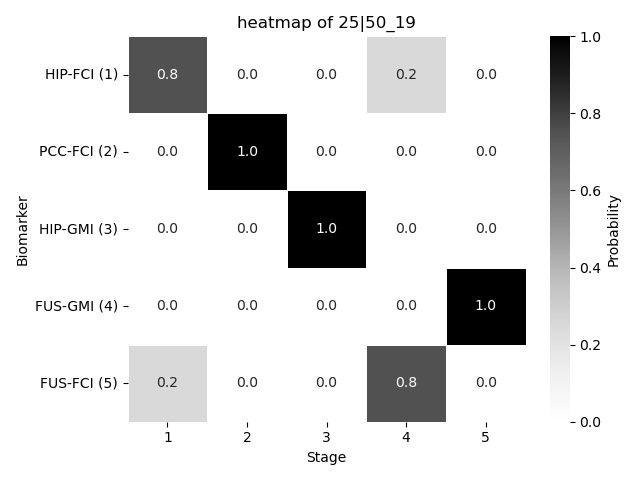 heatmap of 25|50_19
HIP-FCI (1) 0.8 0.0 0.0 0.2 0.0
PCC-FCI (2) 0.0 1.0 0.0 0.0 0.0
HIP-GMI (3) 0.0 0.0 1.0 0.0 0.0
FUS-GMI (4) 0.0 0.0 0.0 0.0 1.0
FUS-FCI (5) 0.2 0.0 0.0 0.8 0.0
1 2 3 4 5
Stage
Biomarker
1.0
0.8
0.6
0.4
0.2
0.0
Probability